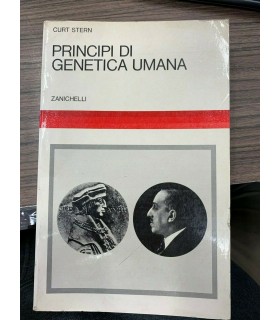 CURT STERN
PRINCIPI DI
GENETICA UMANA
ZANICHELLI